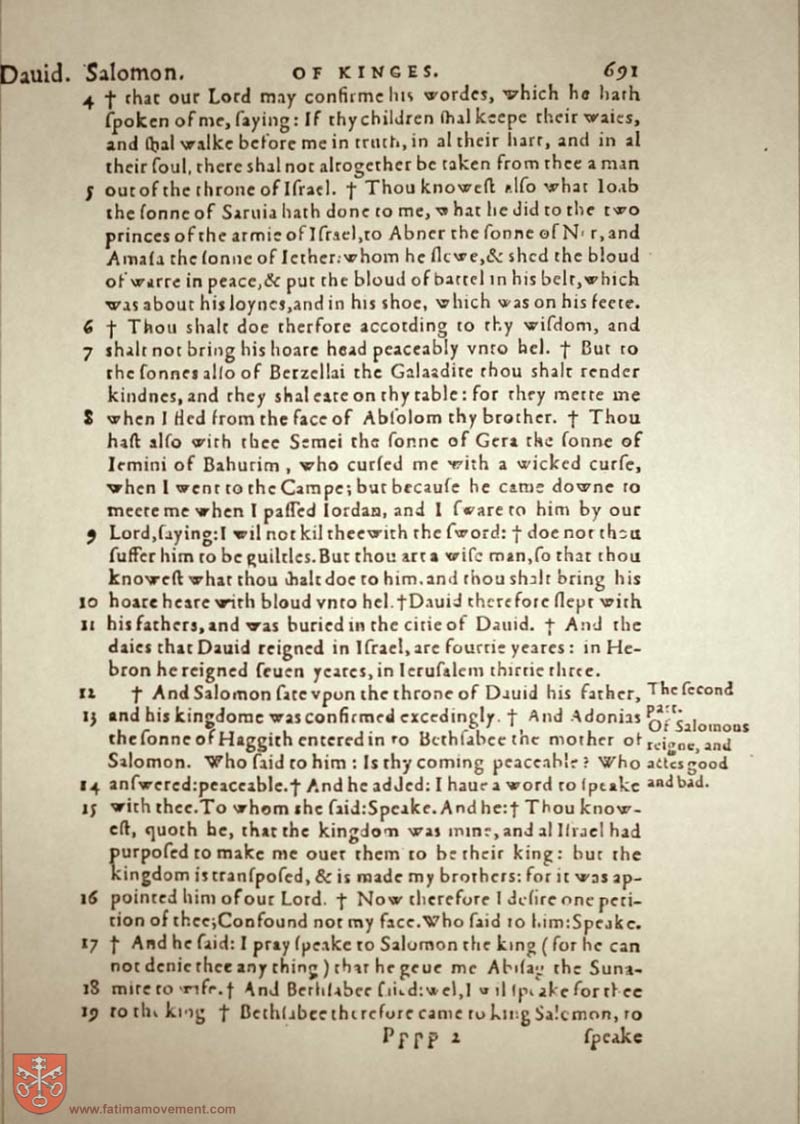 Dauid. Salomon. OF KINGES. 691
4 † that our Lord may confirme his wordes, which he hath
ſpoken of me, ſaying: If thy children ſhal keepe their waies,
and ſhal walke before me in truth, in al their hart, and in al
their ſoul, there shal not altogether be taken from thee a man
5 out of the throne of Iſrael. † Thou knoweſt alſo what Ioab
the ſonne of Saruia hath done to me, what he did to the two
princes of the armie of Iſrael, to Abner the ſonne of Ner, and
Amaſa the ſonne of Iether: whom he ſlewe, & shed the bloud
of warre in peace, & put the bloud of battel in his belt, which
was about his loynes, and in his shoe, which was on his feete.
6 † Thou shalt doe therfore according to thy wiſdom, and
7 shalt not bring his hoare head peaceably vnto hel. † But to
the ſonnes alſo of Berzellai the Galaadite thou shalt render
kindnes, and they shal eate on thy table: for they mette me
8 when I fled from the face of Abſolom thy brother. † Thou
haſt alſo with thee Semei the ſonne of Gera the ſonne of
Iemini of Bahurim, who curſed me with a wicked curſe,
when I went to the Campe; but becauſe he came downe to
meete me when I paſſed Iordan, and I ſware to him by our
9 Lord, ſaying: I wil not kil thee with the ſword: † doe not thou
ſuffer him to be guiltles. But thou art a wiſe man, ſo that thou
knoweſt what thou shalt doe to him, and thou shalt bring his
10 hoare heare with bloud vnto hel. † Dauid therefore ſlept with
11 his fathers, and was buried in the citie of Dauid. † And the
daies that Dauid reigned in Iſrael, are fourtie yeares: in He-
bron he reigned ſeuen yeares, in Ieruſalem thirtie three.
12 † And Salomon ſate vpon the throne of Dauid his father,
13 and his kingdome was confirmed excedingly. † And Adonias
the ſonne of Haggith entered in to Bethſabee the mother of
Salomon. Who ſaid to him: Is thy coming peaceable? Who
14 anſwered: peaceable. † And he added: I haue a word to ſpeake
15 with thee. To whom she ſaid: Speake. And he: † Thou know-
eſt, quoth he, that the kingdom was mine, and al Iſrael had
purpoſed to make me ouer them to be their king: but the
kingdom is tranſpoſed, & is made my brothers: for it was ap-
16 pointed him of our Lord. † Now therefore I deſire one peti-
tion of thee; Confound not my face. Who ſaid to him: Speake.
17 † And he ſaid: I pray ſpeake to Salomon the king (for he can
not denie thee any thing) that he geue me Abiſag the Suna-
18 mite to wife. † And Bethſabee ſaied: wel, I wil ſpeake for thee
19 to the king † Bethſabee therefore came to king Salomon, to
Pppp 2 ſpeake
The ſecond
part.
Of Salomons
reigne, and
actes good
and bad.
www.fatimamovement.com